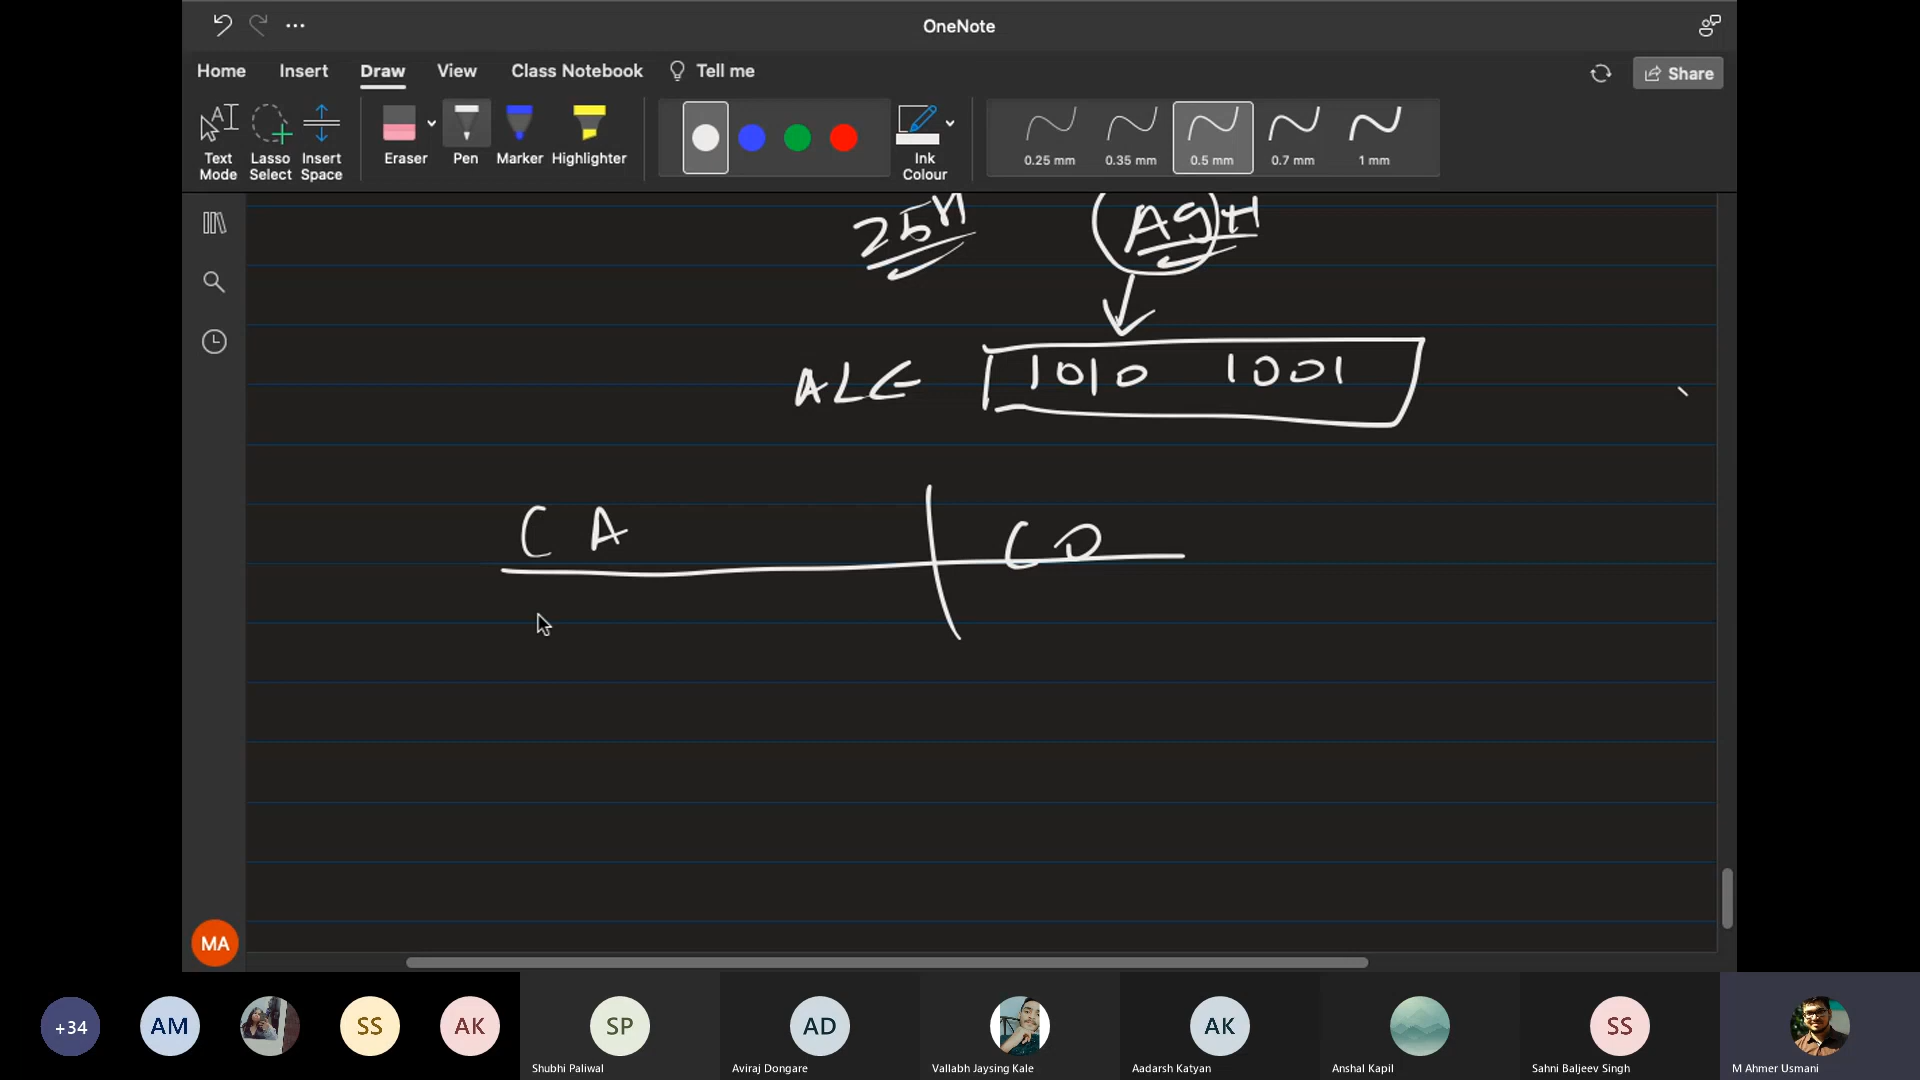 OneNote
Home Insert Draw View Class Notebook Tell me Share
Text Mode
Lasso Select
Insert Space
Eraser
Pen
Marker
Highlighter
Ink Colour
0.25 mm
0.35 mm
0.5 mm
0.7 mm
1 mm
25H A9H
ALE 1010 1001
CA CD
MA
+34 AM SS AK SP AD AK SS
Shubhi Paliwal
Aviraj Dongare
Vallabh Jaysing Kale
Aadarsh Katyan
Anshal Kapil
Sahni Baljeev Singh
M Ahmer Usmani